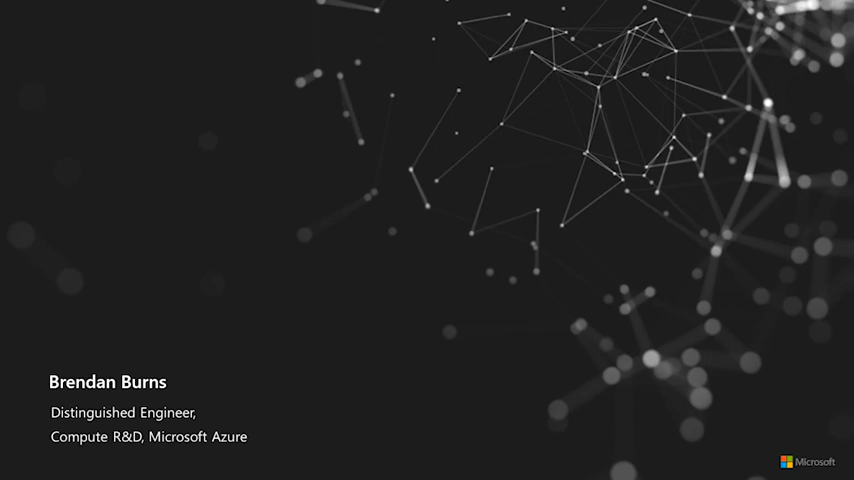 Brendan Burns
Distinguished Engineer,
Compute R&D, Microsoft Azure
Microsoft